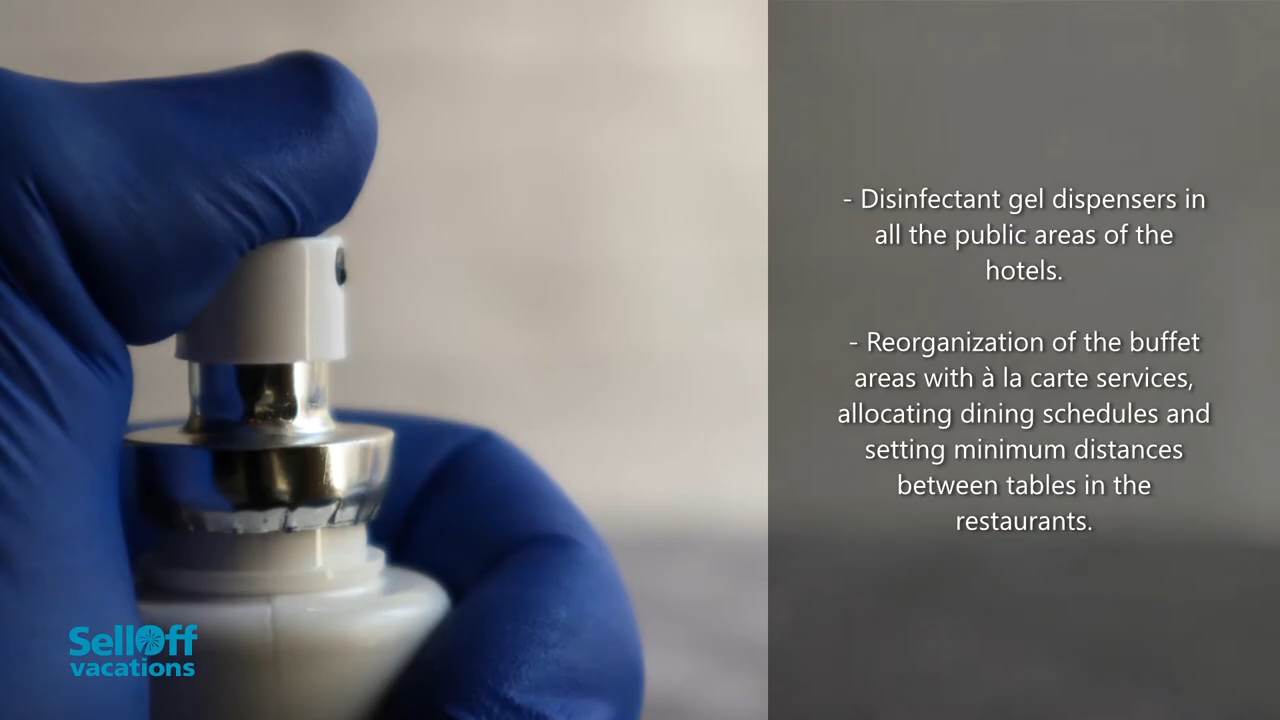 - Disinfectant gel dispensers in
all the public areas of the
hotels.
- Reorganization of the buffet
areas with à la carte services,
allocating dining schedules and
setting minimum distances
between tables in the
restaurants.
SellOff
vacations